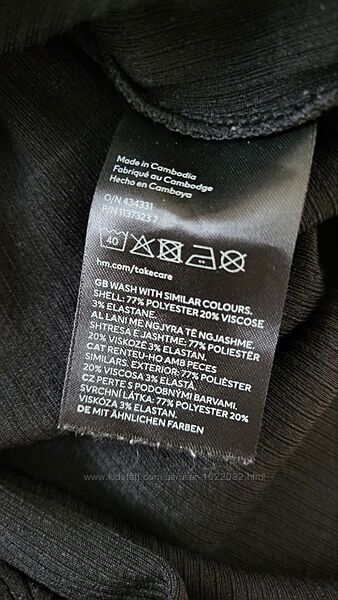 Made in Cambodia
Fabriqué au Cambodge
Hecho en Camboya
O/N 434331
P/N 1137323 7
40
hm.com/takecare
GB WASH WITH SIMILAR COLOURS.
SHELL: 77% POLYESTER 20% VISCOSE
3% ELASTANE.
AL LANI ME NGJYRA TË NGJASHME.
SHTRESA E JASHTME: 77% POLIESTËR
20% VISKOZË 3% ELASTAN.
CAT RENTEU-HO AMB PECES
SIMILARS. EXTERIOR: 77% POLIÈSTER
20% VISCOSA 3% ELASTÀ.
CZ PERTE S PODOBNÝMI BARVAMI.
SVRCHNÍ LÁTKA: 77% POLYESTER 20%
VISKÓZA 3% ELASTAN.
DE MIT ÄHNLICHEN FARBEN